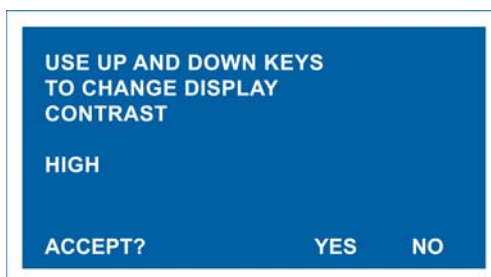 USE UP AND DOWN KEYS
TO CHANGE DISPLAY
CONTRAST
HIGH
ACCEPT? YES NO